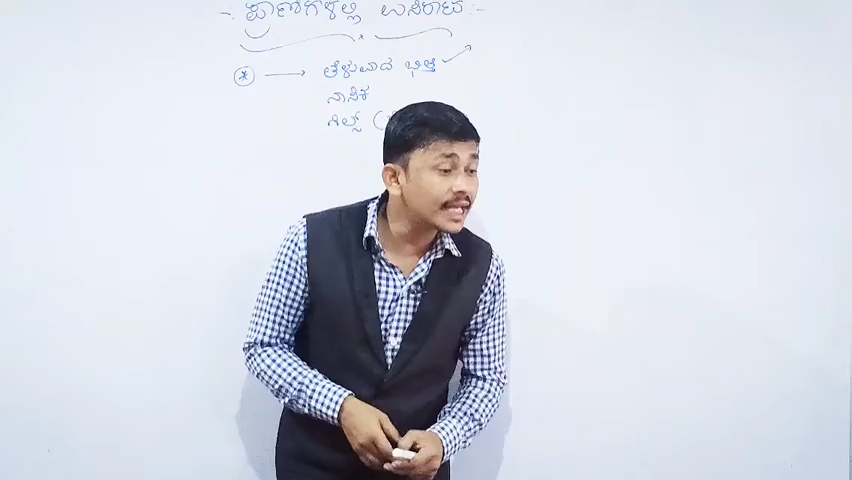 -: ಪ್ರಾಣಿಗಳಲ್ಲಿ ಉಸಿರಾಟ :-
* → ತೇಳುವಾದ ಭಿತ್ತಿ ✓
ನಾಸಿಕ
ಗಿಲ್ಸ್ (